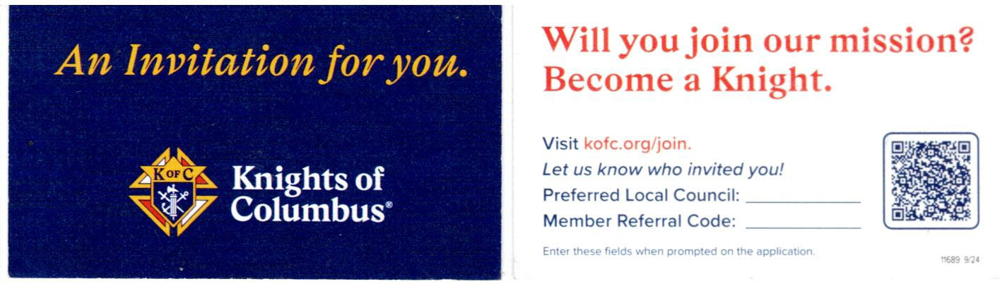 An Invitation for you.
K OF C
Knights of
Columbus®
Will you join our mission?
Become a Knight.
Visit kofc.org/join.
Let us know who invited you!
Preferred Local Council: ____________
Member Referral Code: ____________
Enter these fields when prompted on the application.
11689 9/24